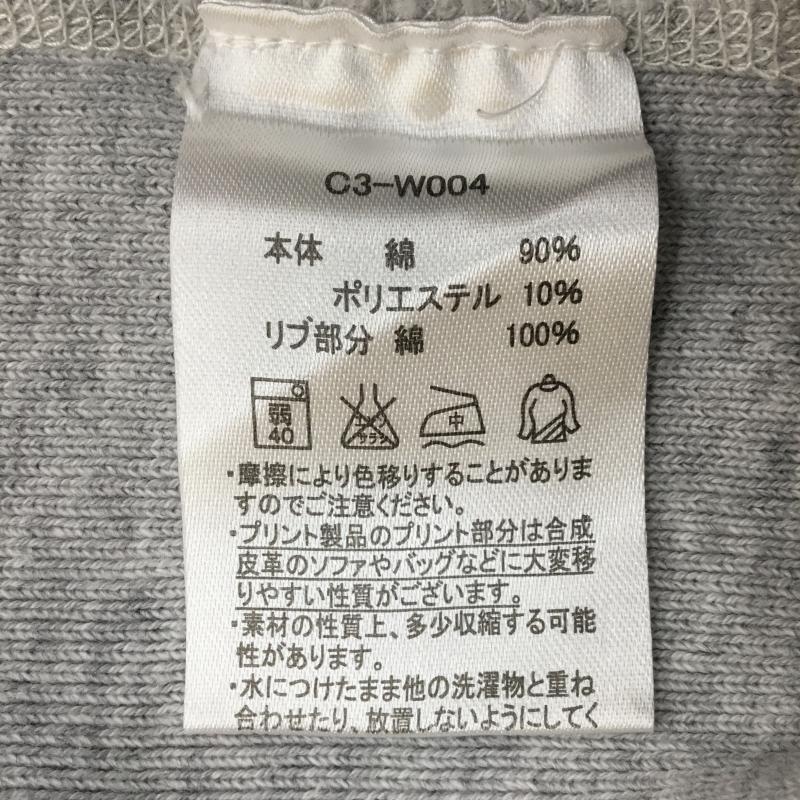 C3-W004
本体 綿 90%
ポリエステル 10%
リブ部分 綿 100%
弱
40
エンソ
サラシ
中
・摩擦により色移りすることがありま
すのでご注意ください。
・プリント製品のプリント部分は合成
皮革のソファやバッグなどに大変移
りやすい性質がございます。
・素材の性質上、多少収縮する可能
性があります。
・水につけたまま他の洗濯物と重ね
合わせたり、放置しないようにしてく